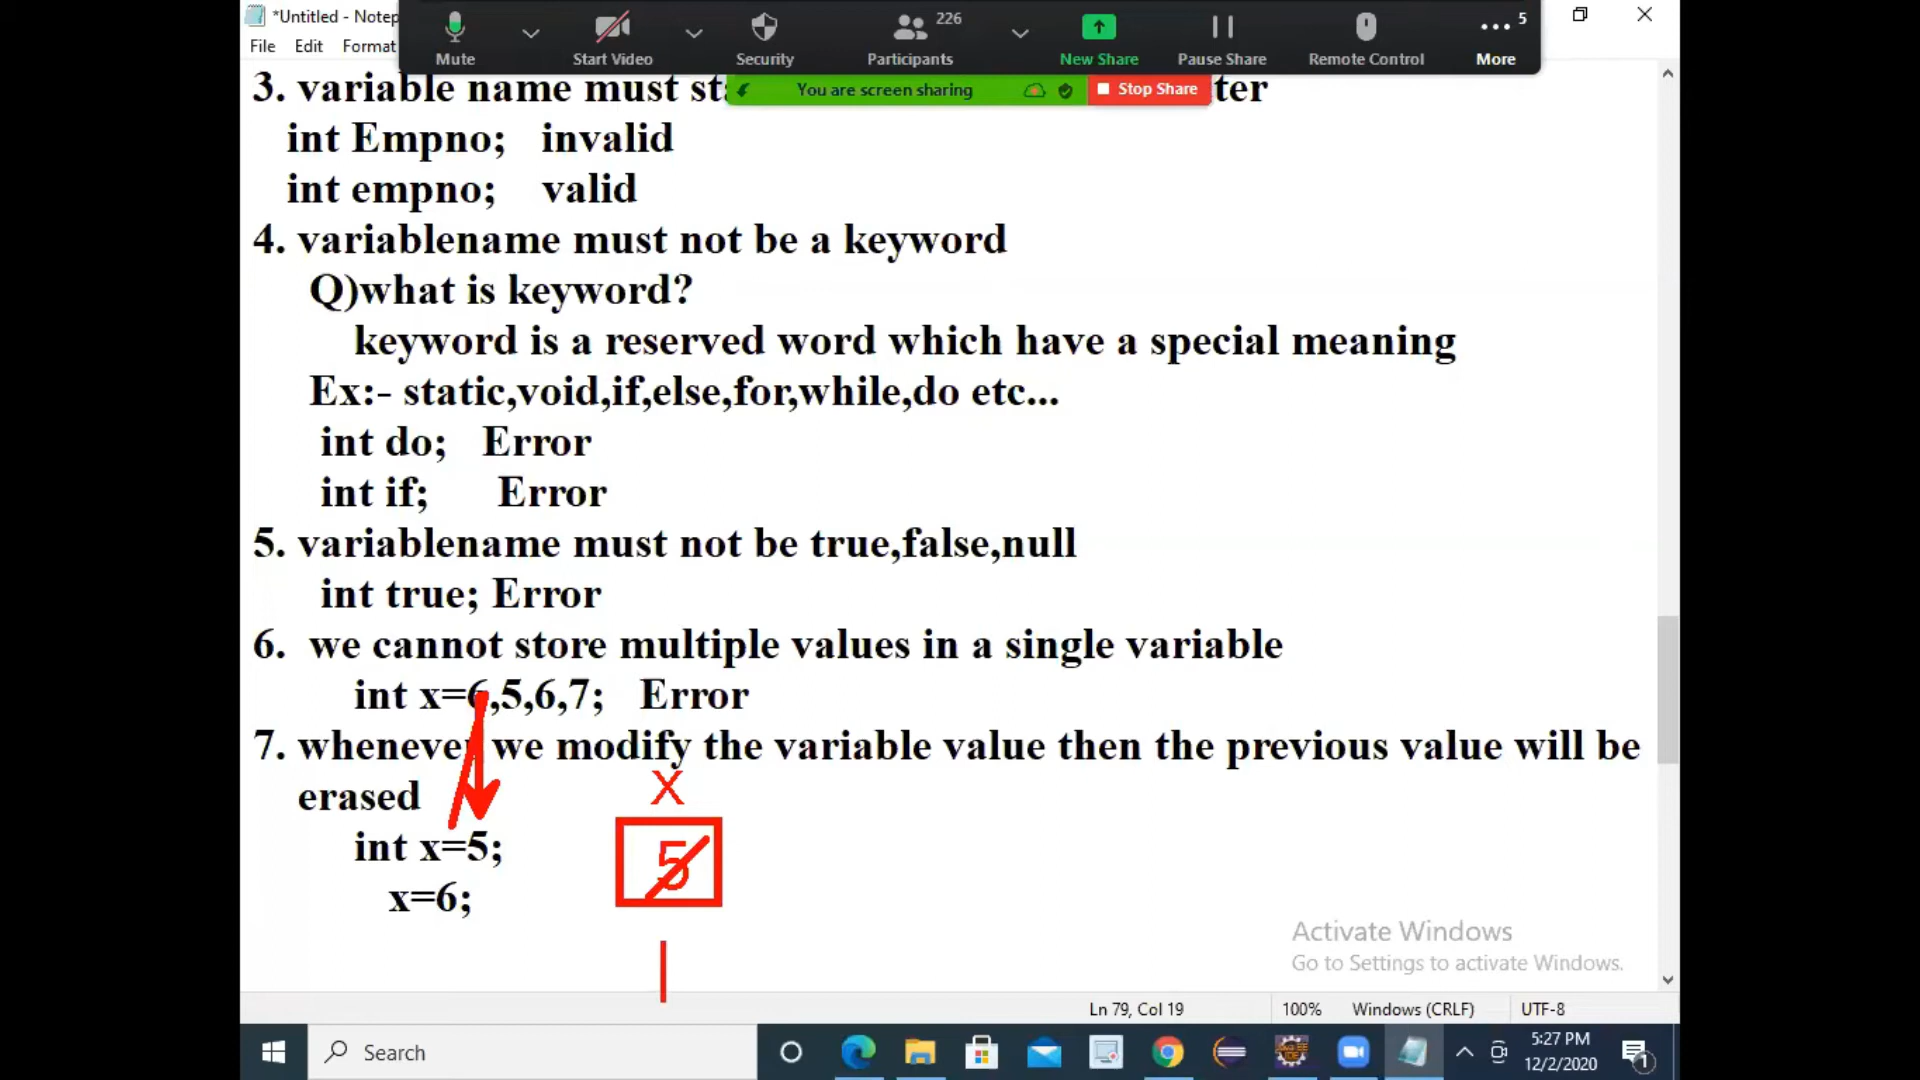 *Untitled - Notep
File Edit Format
Mute
Start Video
Security
226
Participants
New Share
Pause Share
Remote Control
5
More
You are screen sharing
Stop Share
3. variable name must ter
int Empno; invalid
int empno; valid
4. variablename must not be a keyword
Q)what is keyword?
keyword is a reserved word which have a special meaning
Ex:- static,void,if,else,for,while,do etc...
int do; Error
int if; Error
5. variablename must not be true,false,null
int true; Error
6. we cannot store multiple values in a single variable
int x=6,5,6,7; Error
7. whenever we modify the variable value then the previous value will be
erased
x
int x=5;
5
x=6;
Activate Windows
Go to Settings to activate Windows.
Ln 79, Col 19
100%
Windows (CRLF)
UTF-8
Search
5:27 PM
12/2/2020
1